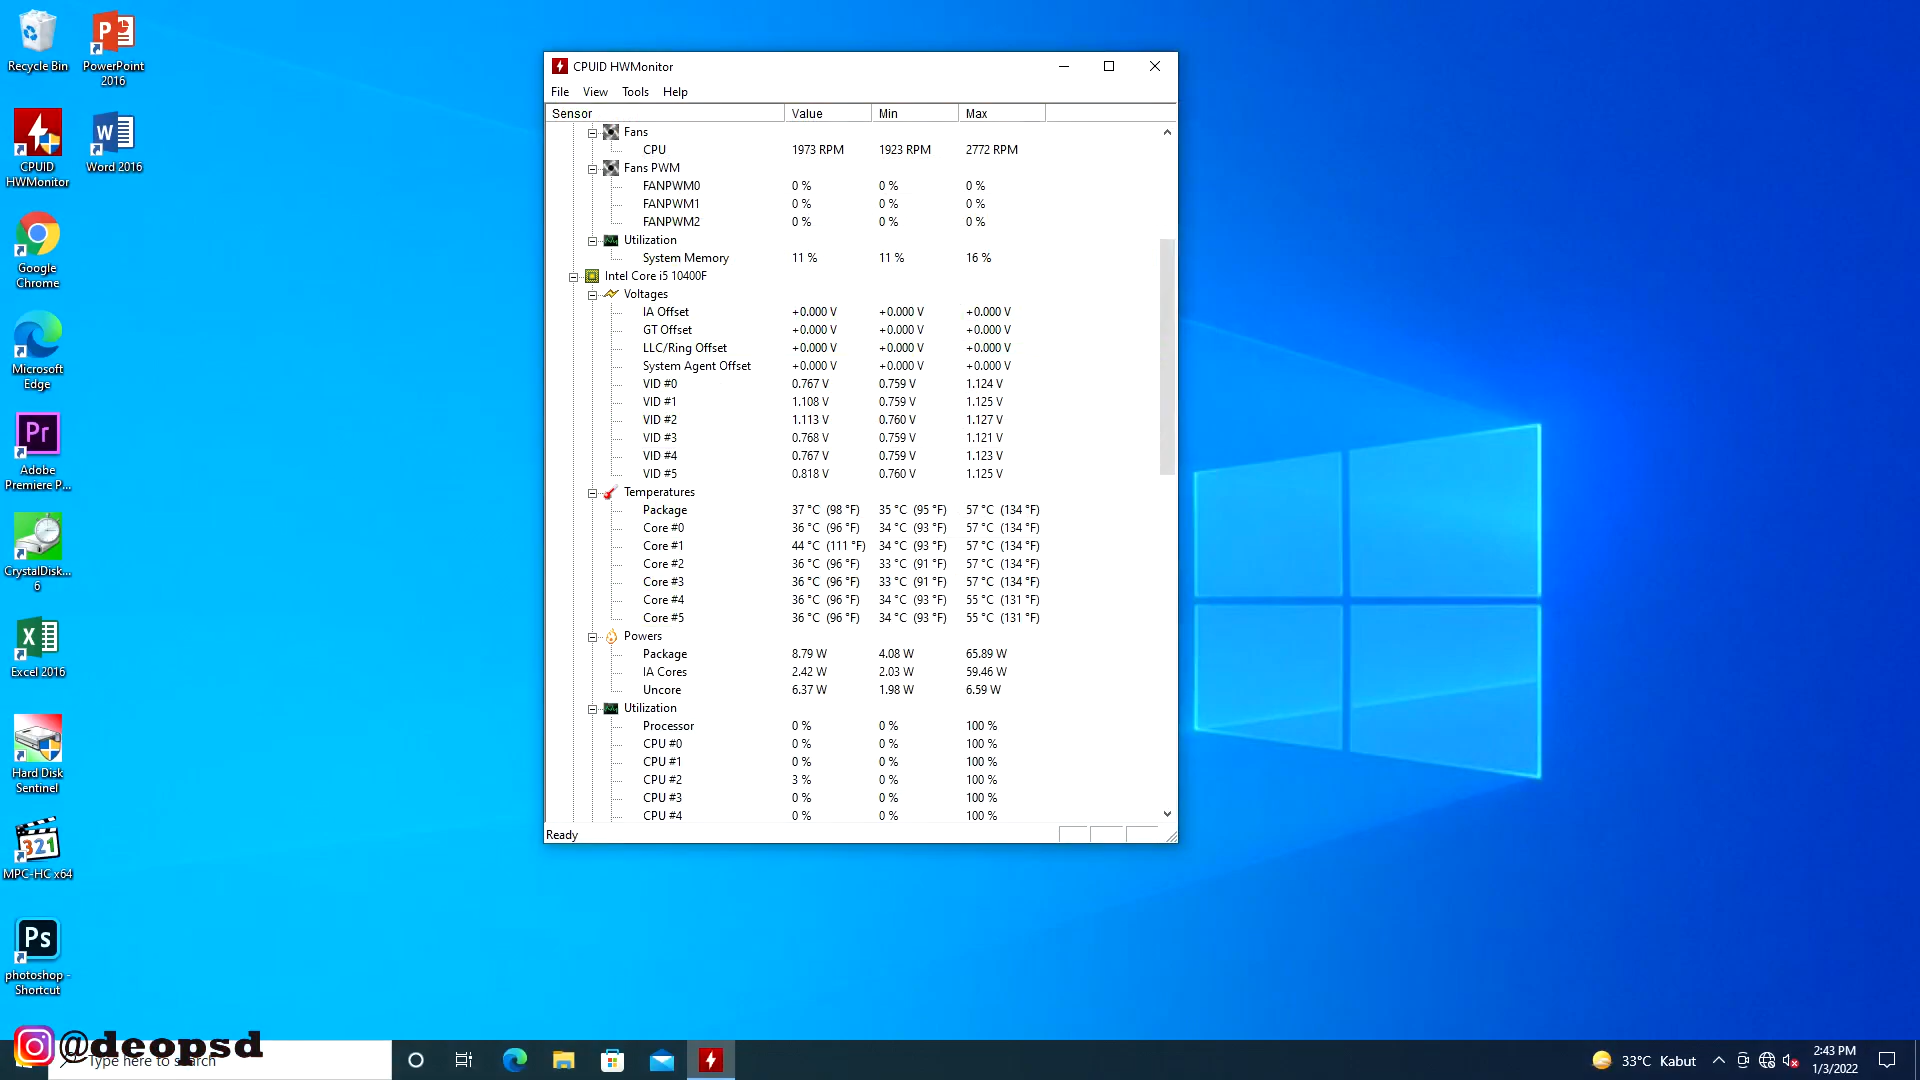 Recycle Bin
PowerPoint
2016
CPUID
HWMonitor
Word 2016
Google
Chrome
Microsoft
Edge
Pr
Adobe
Premiere P...
CrystalDisk...
6
Excel 2016
Hard Disk
Sentinel
321
MPC-HC x64
Ps
photoshop -
Shortcut
CPUID HWMonitor
File View Tools Help
Sensor Value Min Max
Fans
CPU 1973 RPM 1923 RPM 2772 RPM
Fans PWM
FANPWM0 0 % 0 % 0 %
FANPWM1 0 % 0 % 0 %
FANPWM2 0 % 0 % 0 %
Utilization
System Memory 11 % 11 % 16 %
Intel Core i5 10400F
Voltages
IA Offset +0.000 V +0.000 V +0.000 V
GT Offset +0.000 V +0.000 V +0.000 V
LLC/Ring Offset +0.000 V +0.000 V +0.000 V
System Agent Offset +0.000 V +0.000 V +0.000 V
VID #0 0.767 V 0.759 V 1.124 V
VID #1 1.108 V 0.759 V 1.125 V
VID #2 1.113 V 0.760 V 1.127 V
VID #3 0.768 V 0.759 V 1.121 V
VID #4 0.767 V 0.759 V 1.123 V
VID #5 0.818 V 0.760 V 1.125 V
Temperatures
Package 37 °C (98 °F) 35 °C (95 °F) 57 °C (134 °F)
Core #0 36 °C (96 °F) 34 °C (93 °F) 57 °C (134 °F)
Core #1 44 °C (111 °F) 34 °C (93 °F) 57 °C (134 °F)
Core #2 36 °C (96 °F) 33 °C (91 °F) 57 °C (134 °F)
Core #3 36 °C (96 °F) 33 °C (91 °F) 57 °C (134 °F)
Core #4 36 °C (96 °F) 34 °C (93 °F) 55 °C (131 °F)
Core #5 36 °C (96 °F) 34 °C (93 °F) 55 °C (131 °F)
Powers
Package 8.79 W 4.08 W 65.89 W
IA Cores 2.42 W 2.03 W 59.46 W
Uncore 6.37 W 1.98 W 6.59 W
Utilization
Processor 0 % 0 % 100 %
CPU #0 0 % 0 % 100 %
CPU #1 0 % 0 % 100 %
CPU #2 3 % 0 % 100 %
CPU #3 0 % 0 % 100 %
CPU #4 0 % 0 % 100 %
Ready
@deopsd
Type here to search
33°C Kabut
2:43 PM
1/3/2022